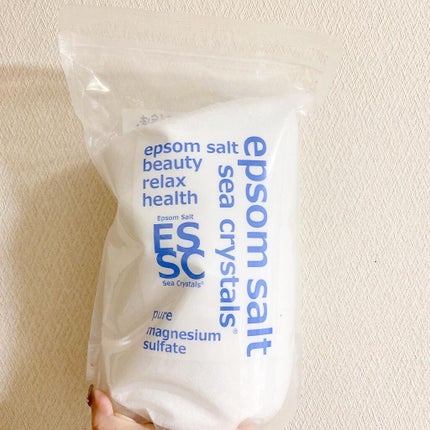 epsom salt
beauty
relax
health
Epsom Salt
ES
SC
Sea Crystals®
pure
magnesium
sulfate
epsom salt
sea crystals®